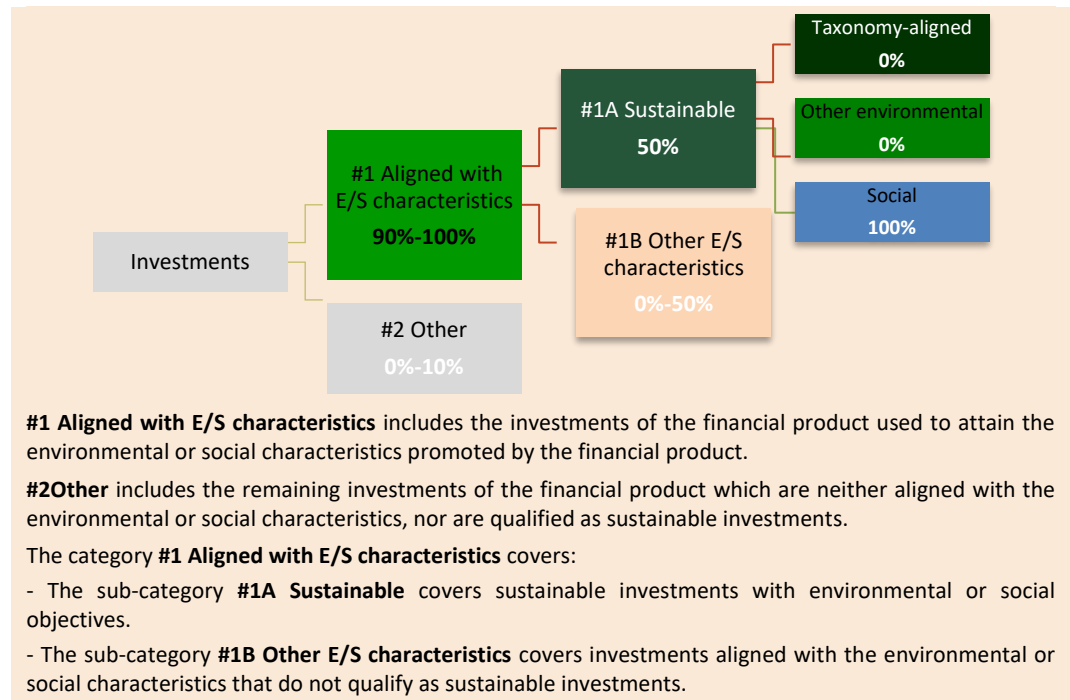 Taxonomy-aligned
0%
#1A Sustainable
50%
Other environmental
0%
#1 Aligned with
E/S characteristics
90%-100%
Social
100%
#1B Other E/S
characteristics
0%-50%
Investments
#2 Other
0%-10%
#1 Aligned with E/S characteristics includes the investments of the financial product used to attain the
environmental or social characteristics promoted by the financial product.
#2Other includes the remaining investments of the financial product which are neither aligned with the
environmental or social characteristics, nor are qualified as sustainable investments.
The category #1 Aligned with E/S characteristics covers:
- The sub-category #1A Sustainable covers sustainable investments with environmental or social
objectives.
- The sub-category #1B Other E/S characteristics covers investments aligned with the environmental or
social characteristics that do not qualify as sustainable investments.